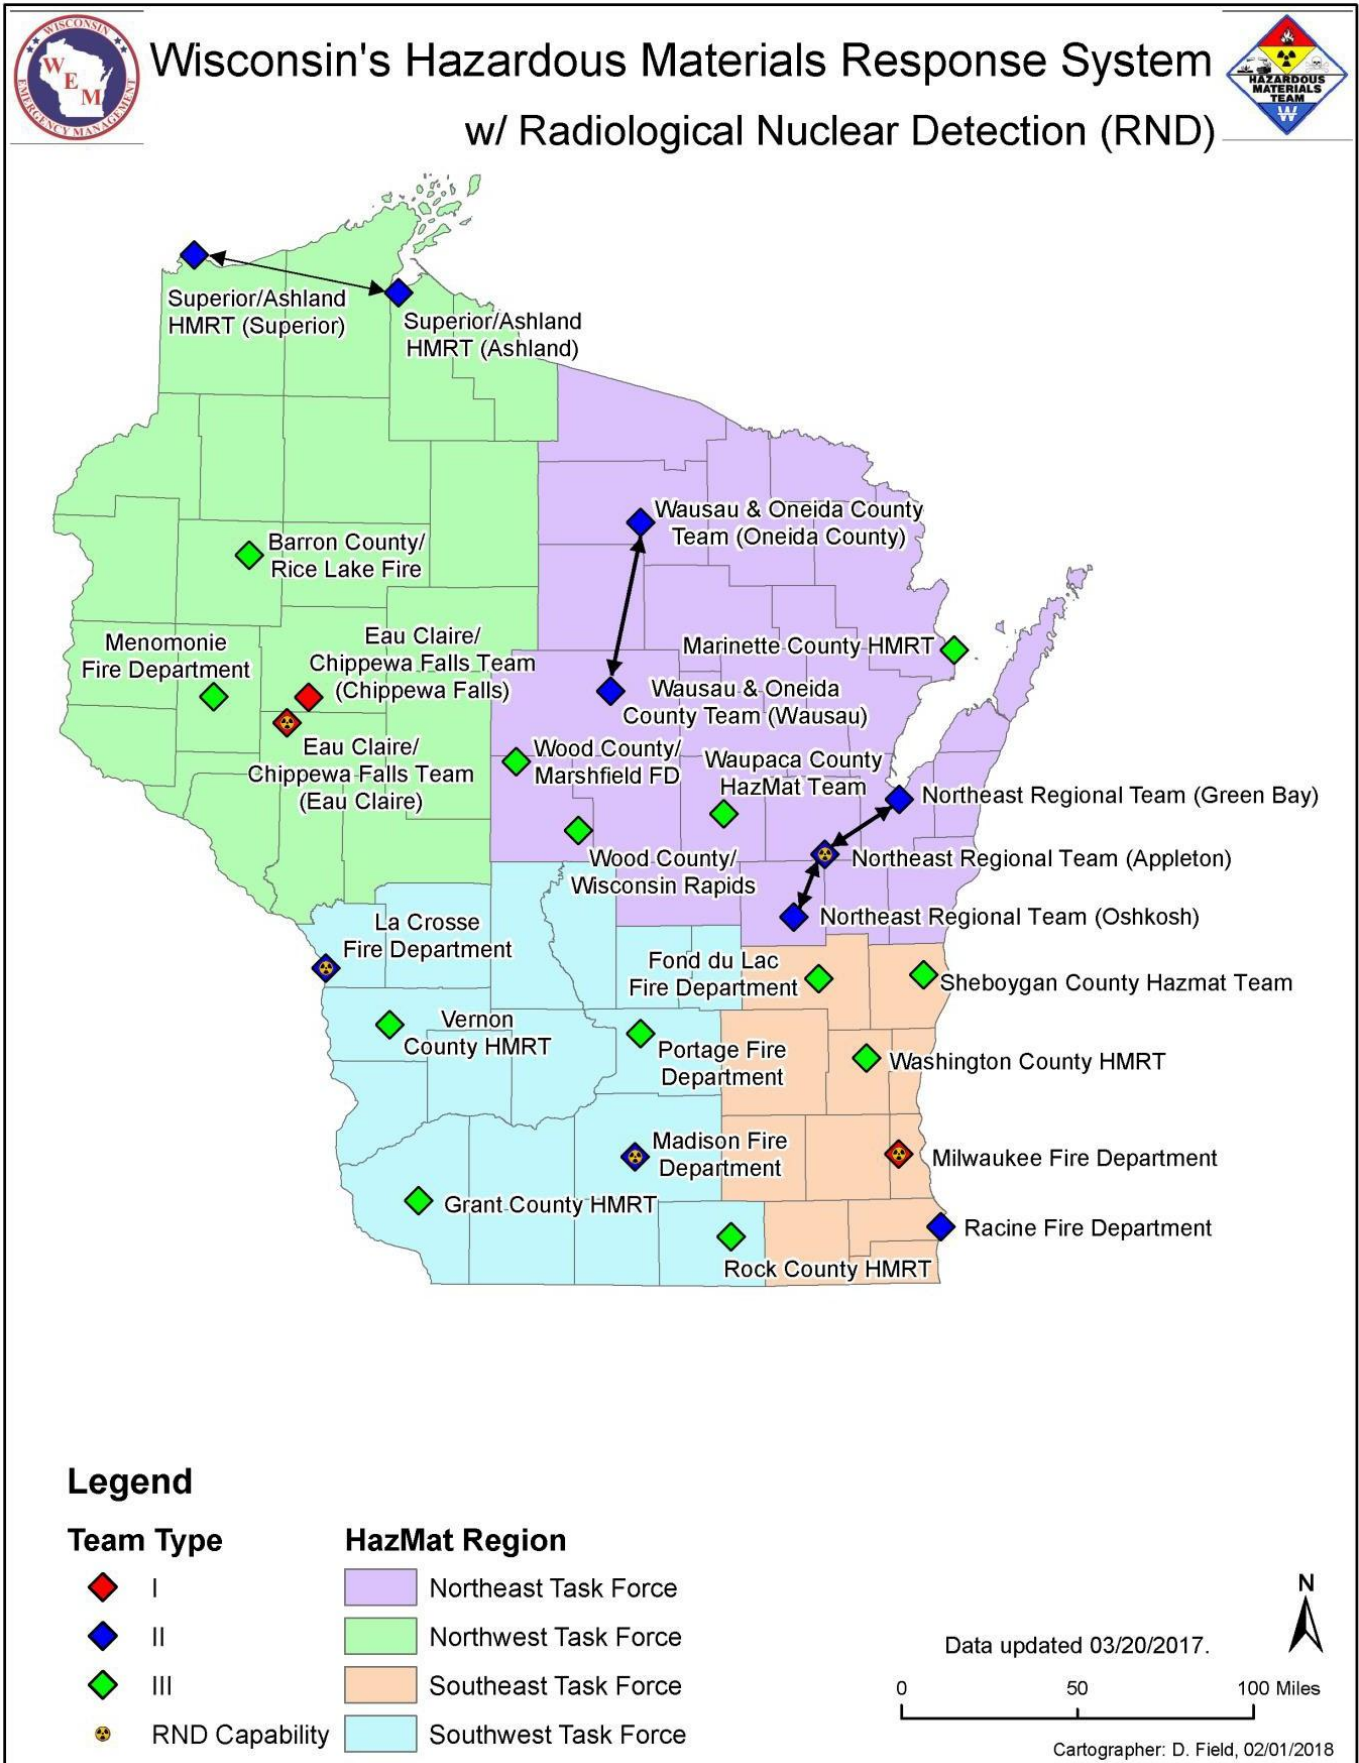 WISCONSIN
WEM
EMERGENCY MANAGEMENT
Wisconsin's Hazardous Materials Response System
w/ Radiological Nuclear Detection (RND)
HAZARDOUS
MATERIALS
TEAM
W
Superior/Ashland
HMRT (Superior)
Superior/Ashland
HMRT (Ashland)
Wausau & Oneida County
Team (Oneida County)
Barron County/
Rice Lake Fire
Menomonie
Fire Department
Eau Claire/
Chippewa Falls Team
(Chippewa Falls)
Marinette County HMRT
Wausau & Oneida
County Team (Wausau)
Eau Claire/
Chippewa Falls Team
(Eau Claire)
Wood County/
Marshfield FD
Waupaca County
HazMat Team
Northeast Regional Team (Green Bay)
Wood County/
Wisconsin Rapids
Northeast Regional Team (Appleton)
Northeast Regional Team (Oshkosh)
La Crosse
Fire Department
Fond du Lac
Fire Department
Sheboygan County Hazmat Team
Vernon
County HMRT
Portage Fire
Department
Washington County HMRT
Madison Fire
Department
Milwaukee Fire Department
Grant County HMRT
Racine Fire Department
Rock County HMRT
Legend
Team Type
I
II
III
RND Capability
HazMat Region
Northeast Task Force
Northwest Task Force
Southeast Task Force
Southwest Task Force
N
Data updated 03/20/2017.
0 50 100 Miles
Cartographer: D. Field, 02/01/2018